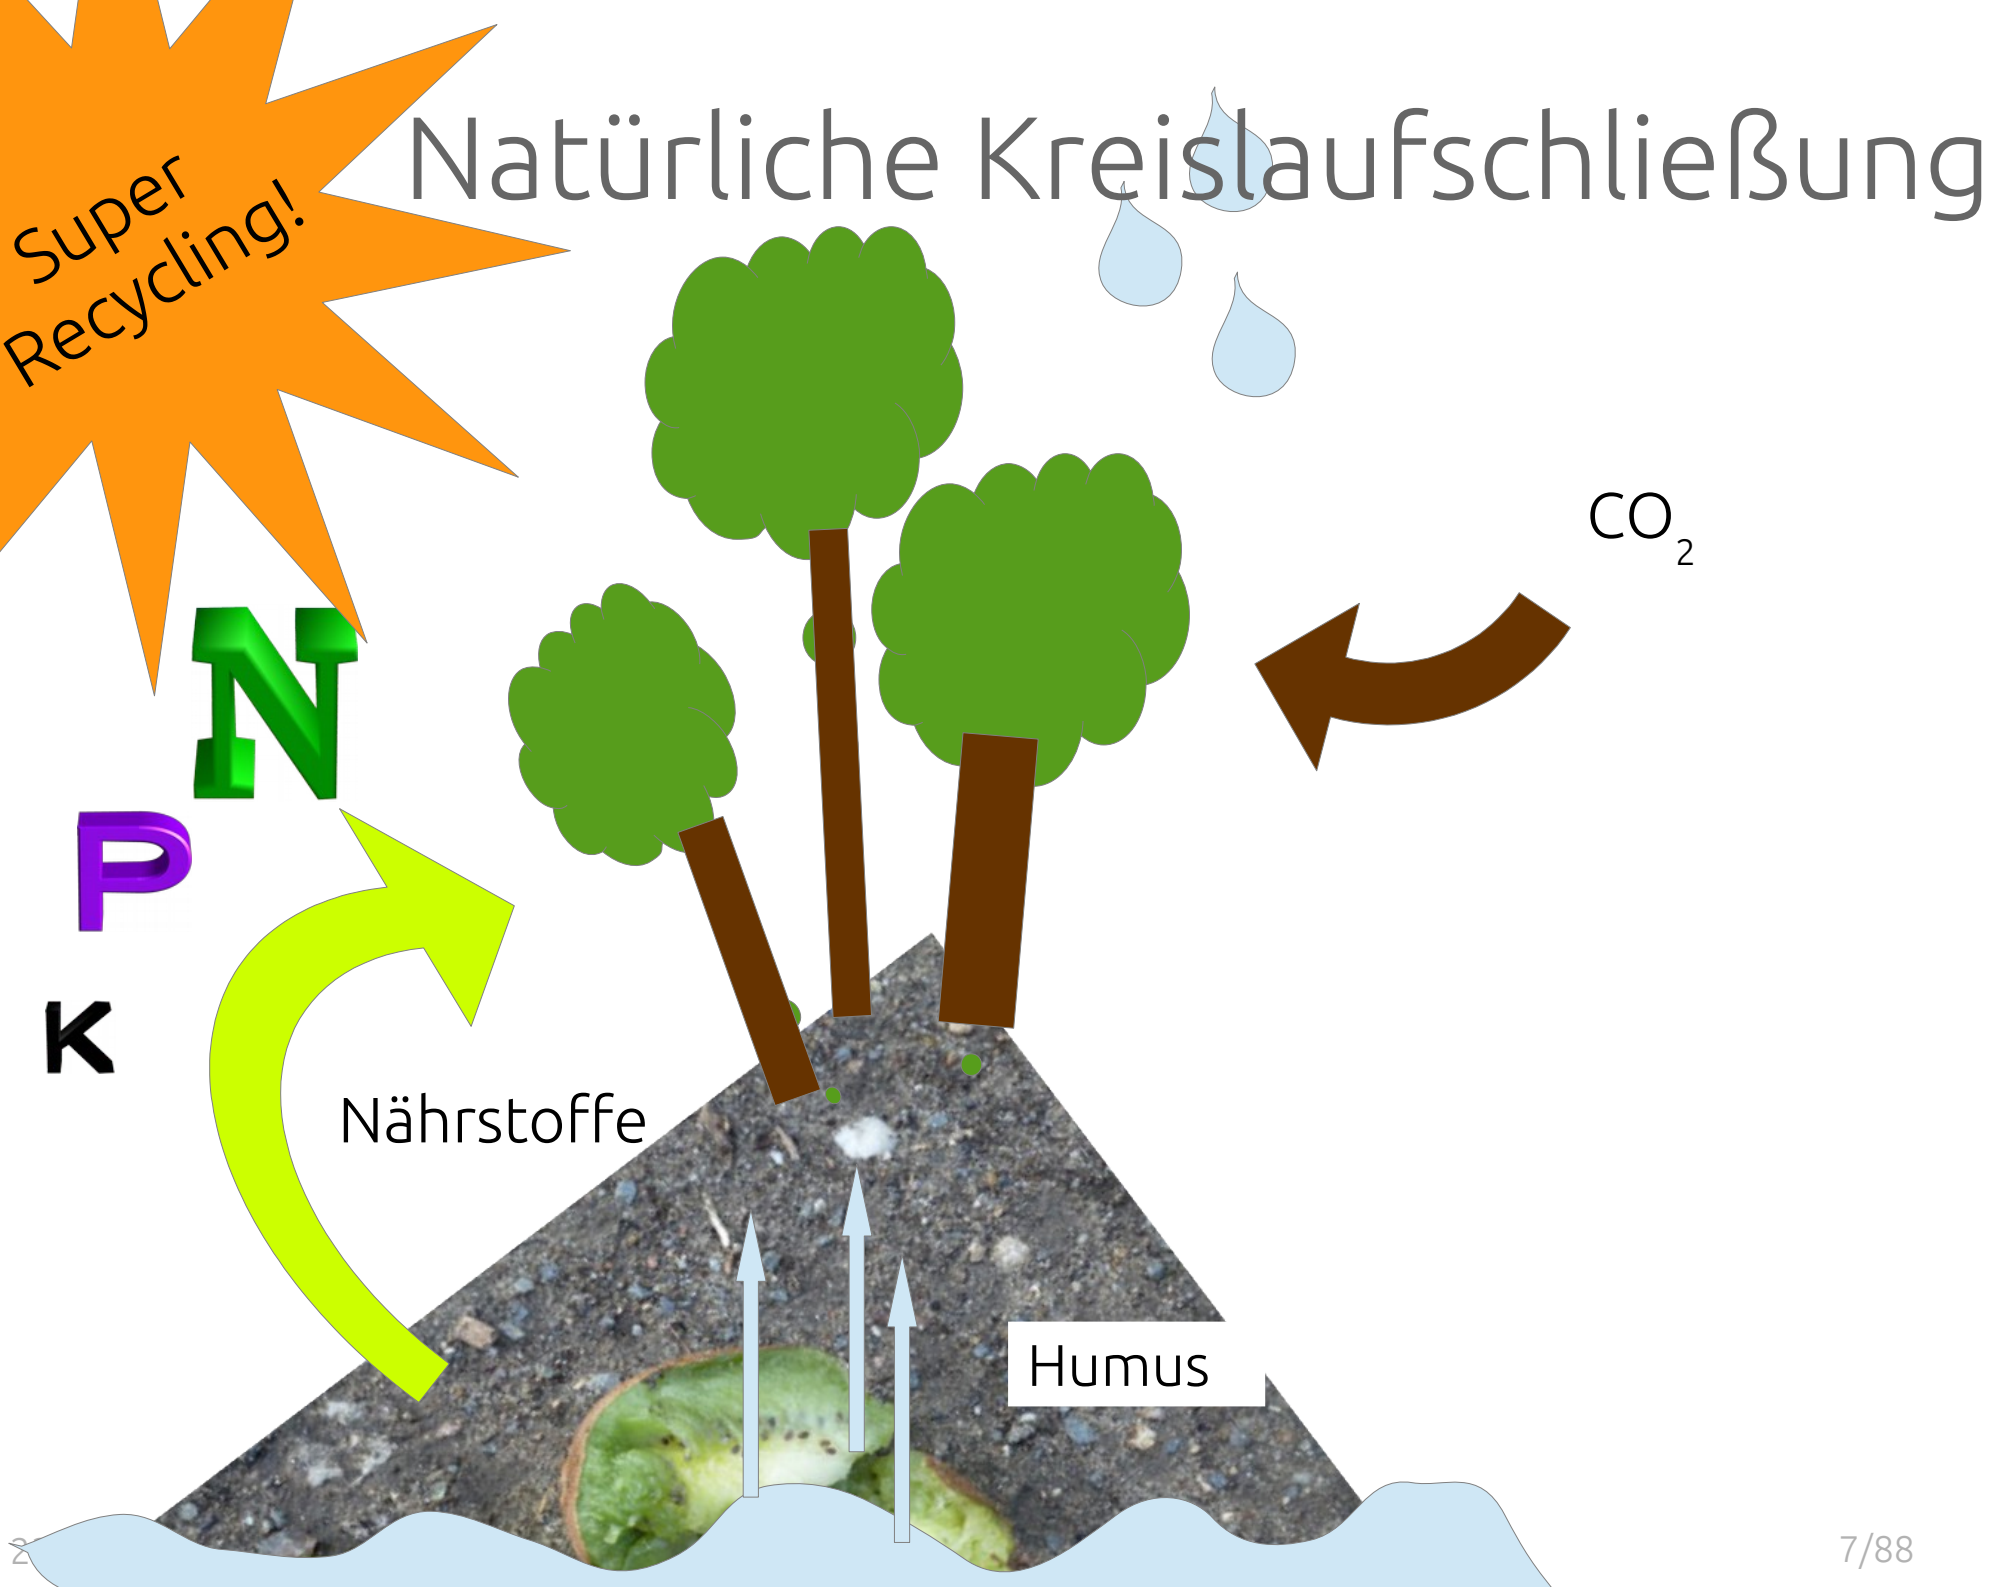 Natürliche Kreislaufschließung
Super
Recycling!
CO2
N
P
K
Nährstoffe
Humus
7/88